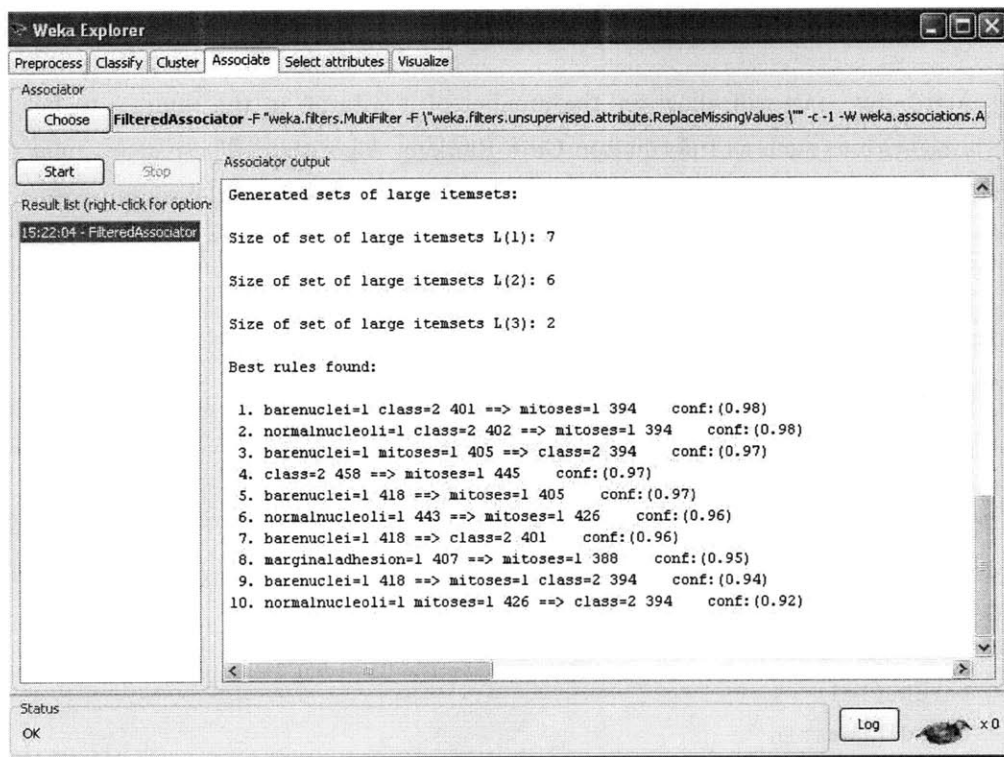 Weka Explorer
Preprocess Classify Cluster Associate Select attributes Visualize
Associator
Choose FilteredAssociator -F "weka.filters.MultiFilter -F \"weka.filters.unsupervised.attribute.ReplaceMissingValues \"" -c -1 -W weka.associations.A
Start Stop
Associator output
Result list (right-click for option:
15:22:04 - FilteredAssociator
Generated sets of large itemsets:
Size of set of large itemsets L(1): 7
Size of set of large itemsets L(2): 6
Size of set of large itemsets L(3): 2
Best rules found:
1. barenuclei=1 class=2 401 ==> mitoses=1 394 conf:(0.98)
2. normalnucleoli=1 class=2 402 ==> mitoses=1 394 conf:(0.98)
3. barenuclei=1 mitoses=1 405 ==> class=2 394 conf:(0.97)
4. class=2 458 ==> mitoses=1 445 conf:(0.97)
5. barenuclei=1 418 ==> mitoses=1 405 conf:(0.97)
6. normalnucleoli=1 443 ==> mitoses=1 426 conf:(0.96)
7. barenuclei=1 418 ==> class=2 401 conf:(0.96)
8. marginaladhesion=1 407 ==> mitoses=1 388 conf:(0.95)
9. barenuclei=1 418 ==> mitoses=1 class=2 394 conf:(0.94)
10. normalnucleoli=1 mitoses=1 426 ==> class=2 394 conf:(0.92)
Status
OK
Log
x 0